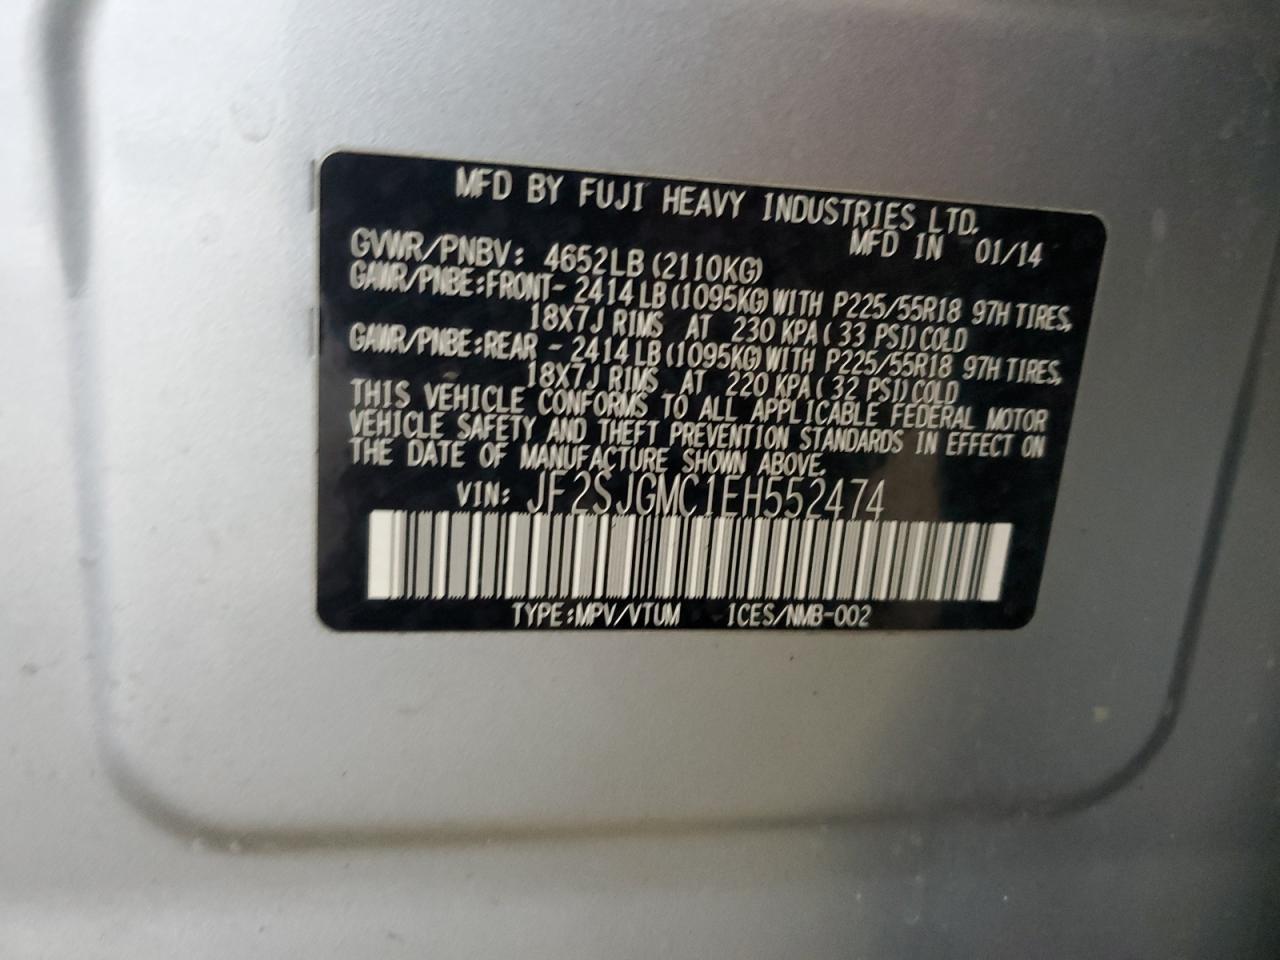 MFD BY FUJI HEAVY INDUSTRIES LTD.
MFD IN 01/14
GVWR/PNBV: 4652LB (2110KG)
GAWR/PNBE:FRONT- 2414 LB (1095KG) WITH P225/55R18 97H TIRES,
18X7J RIMS AT 230 KPA ( 33 PSI) COLD
GAWR/PNBE:REAR - 2414 LB (1095KG) WITH P225/55R18 97H TIRES,
18X7J RIMS AT 220 KPA ( 32 PSI) COLD
THIS VEHICLE CONFORMS TO ALL APPLICABLE FEDERAL MOTOR
VEHICLE SAFETY AND THEFT PREVENTION STANDARDS IN EFFECT ON
THE DATE OF MANUFACTURE SHOWN ABOVE.
VIN: JF2SJGMC1EH552474
TYPE:MPV/VTUM ICES/NMB-002